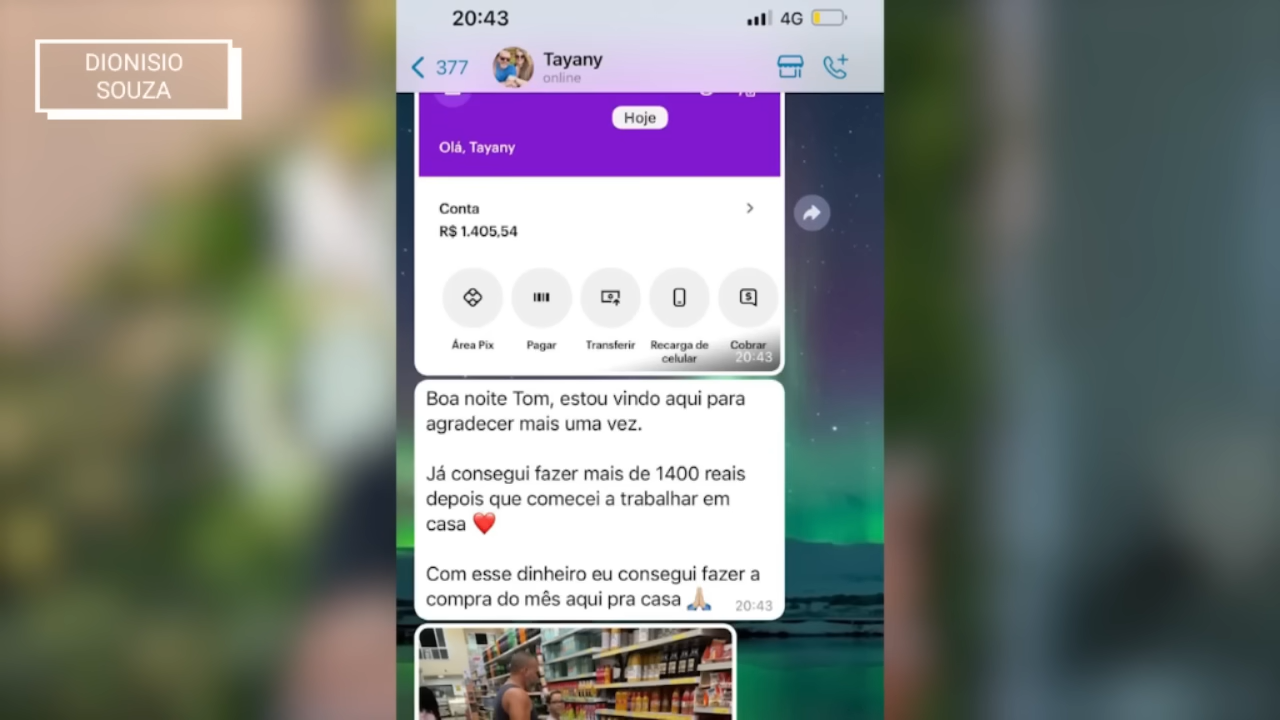 DIONISIO
SOUZA
20:43
4G
377
Tayany
online
Hoje
Olá, Tayany
Conta
R$ 1.405,54
Área Pix
Pagar
Transferir
Recarga de
celular
Cobrar
20:43
Boa noite Tom, estou vindo aqui para
agradecer mais uma vez.
Já consegui fazer mais de 1400 reais
depois que comecei a trabalhar em
casa ❤️
Com esse dinheiro eu consegui fazer a
compra do mês aqui pra casa 🙏🏼
20:43